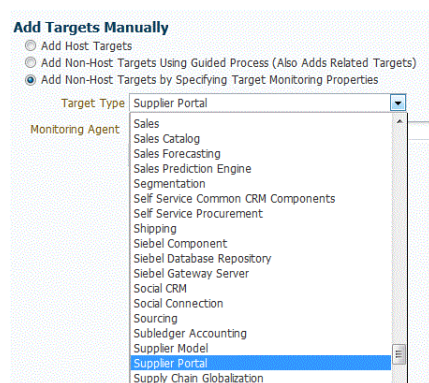 Add Targets Manually
Add Host Targets
Add Non-Host Targets Using Guided Process (Also Adds Related Targets)
Add Non-Host Targets by Specifying Target Monitoring Properties
Target Type Supplier Portal
Monitoring Agent
Sales
Sales Catalog
Sales Forecasting
Sales Prediction Engine
Segmentation
Self Service Common CRM Components
Self Service Procurement
Shipping
Siebel Component
Siebel Database Repository
Siebel Gateway Server
Social CRM
Social Connection
Sourcing
Subledger Accounting
Supplier Model
Supplier Portal
Supply Chain Globalization